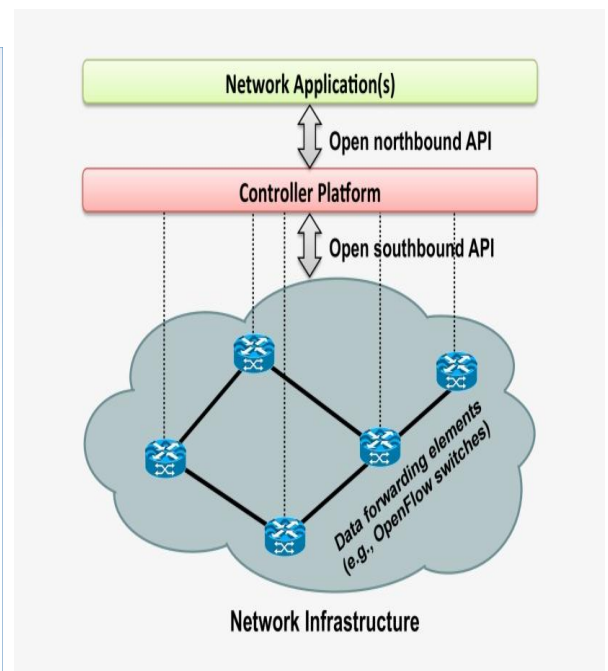 Network Application(s)
Open northbound API
Controller Platform
Open southbound API
Data forwarding elements
(e.g., OpenFlow switches)
Network Infrastructure